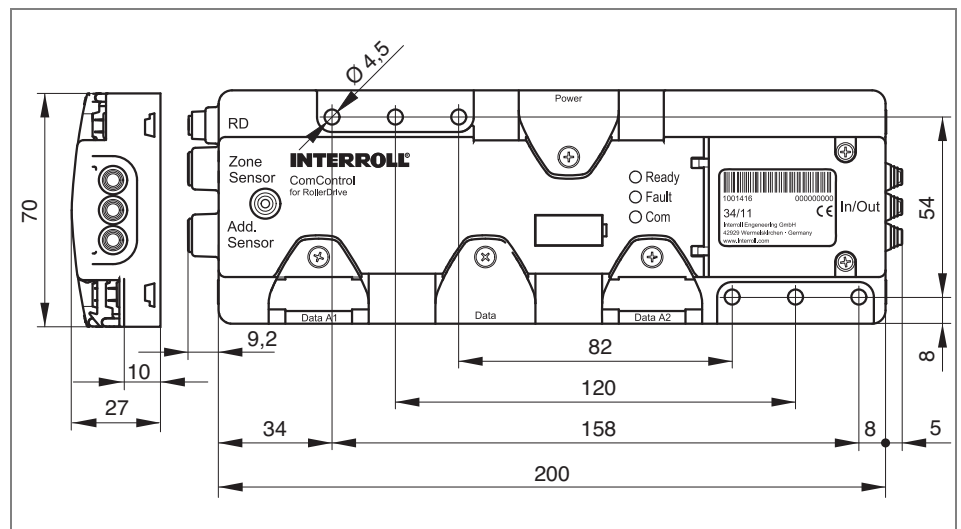 Ø 4,5
Power
RD
INTERROLL®
ComControl
for RollerDrive
Zone
Sensor
Add.
Sensor
Ready
Fault
Com
1001416 000000000
34/11 CE
Interroll Engeneering GmbH
42929 Wermelskirchen · Germany
www.Interroll.com
In/Out
Data A1
Data
Data A2
70
54
9,2
82
8
10
120
27
34
158
8
5
200